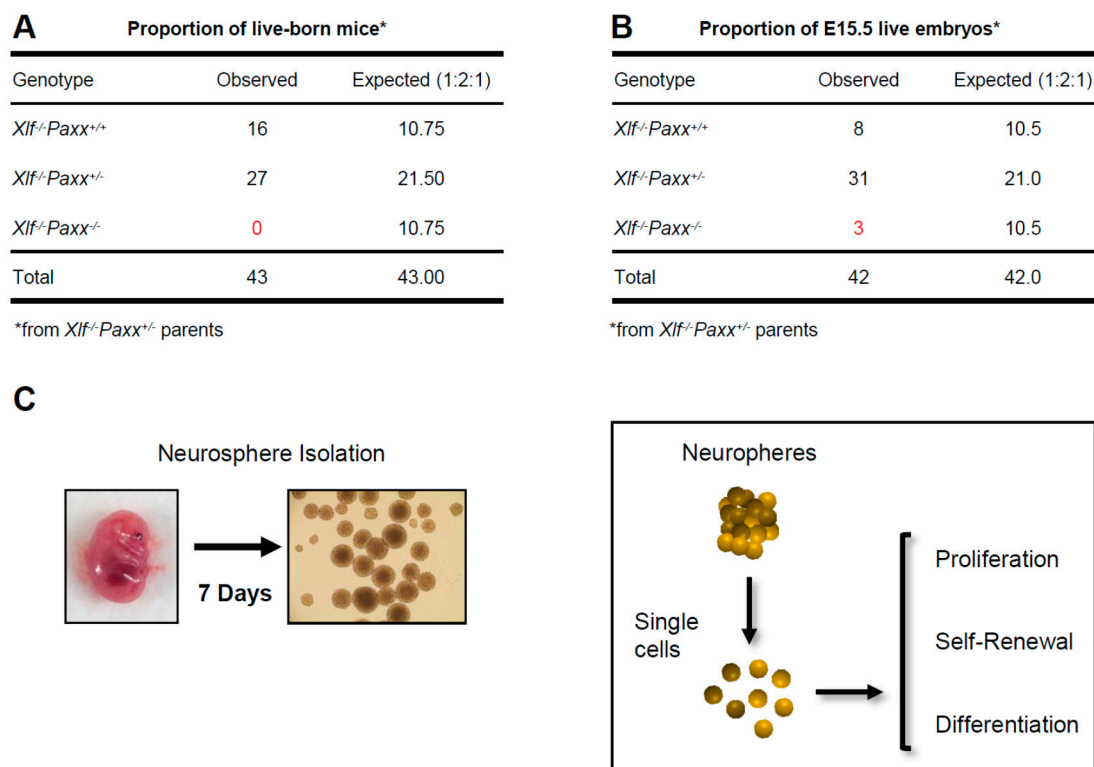 A
Proportion of live-born mice*
Genotype Observed Expected (1:2:1)
Xlf-/-Paxx+/+ 16 10.75
Xlf-/-Paxx+/- 27 21.50
Xlf-/-Paxx-/- 0 10.75
Total 43 43.00
*from Xlf-/-Paxx+/- parents
B
Proportion of E15.5 live embryos*
Genotype Observed Expected (1:2:1)
Xlf-/-Paxx+/+ 8 10.5
Xlf-/-Paxx+/- 31 21.0
Xlf-/-Paxx-/- 3 10.5
Total 42 42.0
*from Xlf-/-Paxx+/- parents
C
Neurosphere Isolation
7 Days
Neuropheres
Single
cells
Proliferation
Self-Renewal
Differentiation